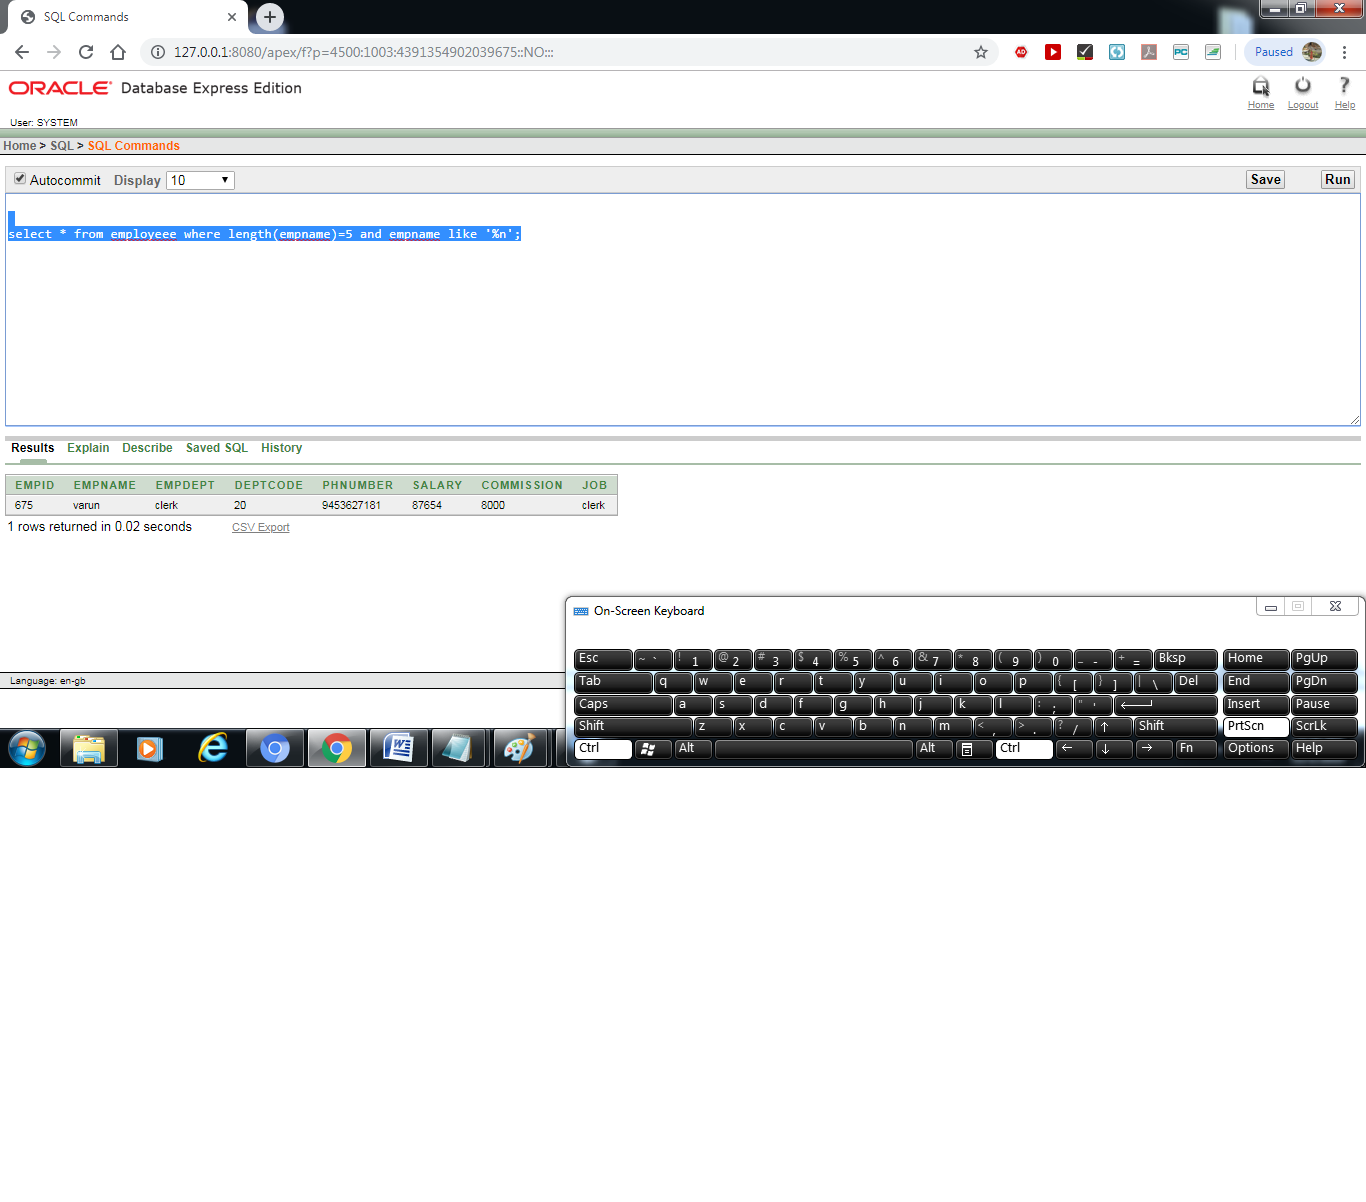 SQL Commands
127.0.0.1:8080/apex/f?p=4500:1003:4391354902039675::NO:::
Paused
ORACLE Database Express Edition
Home Logout Help
User: SYSTEM
Home > SQL > SQL Commands
Autocommit Display 10 Save Run
select * from employeee where length(empname)=5 and empname like '%n';
Results Explain Describe Saved SQL History
EMPID EMPNAME EMPDEPT DEPTCODE PHNUMBER SALARY COMMISSION JOB
675 varun clerk 20 9453627181 87654 8000 clerk
1 rows returned in 0.02 seconds CSV Export
On-Screen Keyboard
Esc ~ ` ! 1 @ 2 # 3 $ 4 % 5 ^ 6 & 7 * 8 ( 9 ) 0 _ - + = Bksp Home PgUp
Tab q w e r t y u i o p { [ } ] | \ Del End PgDn
Caps a s d f g h j k l : ; " ' Insert Pause
Shift z x c v b n m < , > . ? / ↑ Shift PrtScn ScrLk
Ctrl Alt Alt Ctrl ← ↓ → Fn Options Help
Language: en-gb